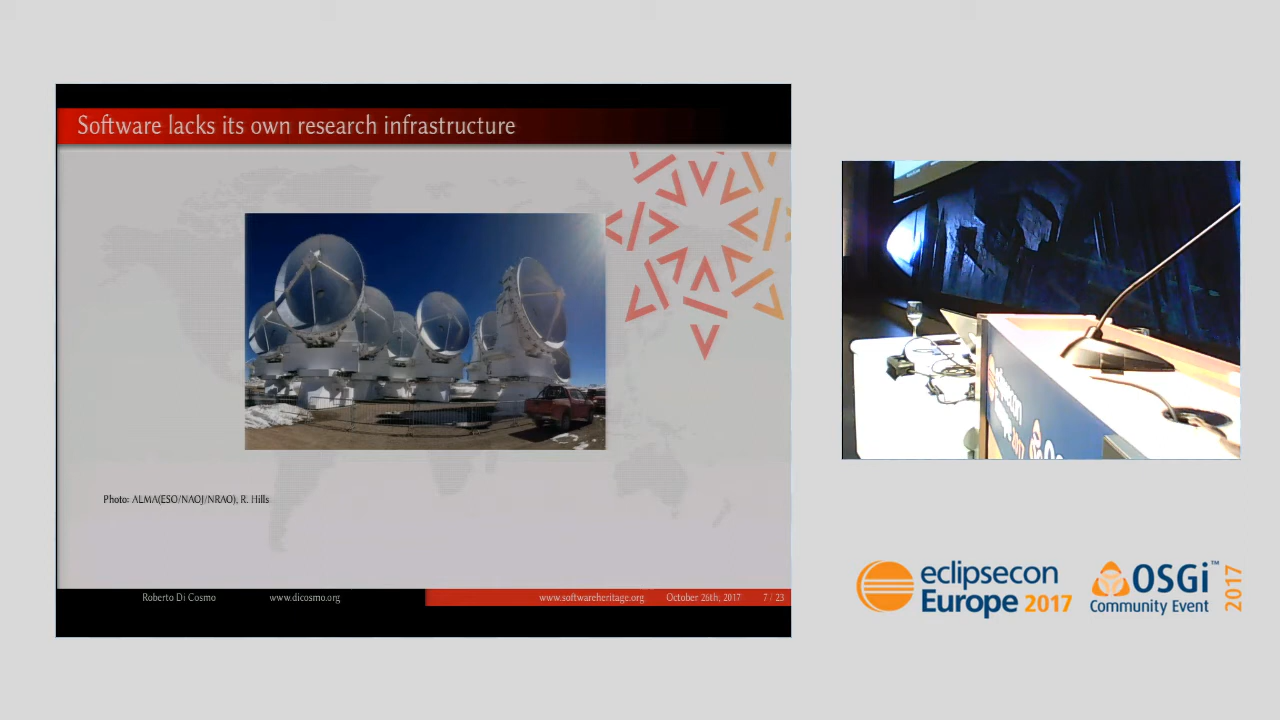 Software lacks its own research infrastructure
Photo: ALMA(ESO/NAOJ/NRAO), R. Hills
Roberto Di Cosmo www.dicosmo.org www.softwareheritage.org October 26th, 2017 7 / 23
eclipsecon
Europe 2017
OSGi™
Community Event
2017